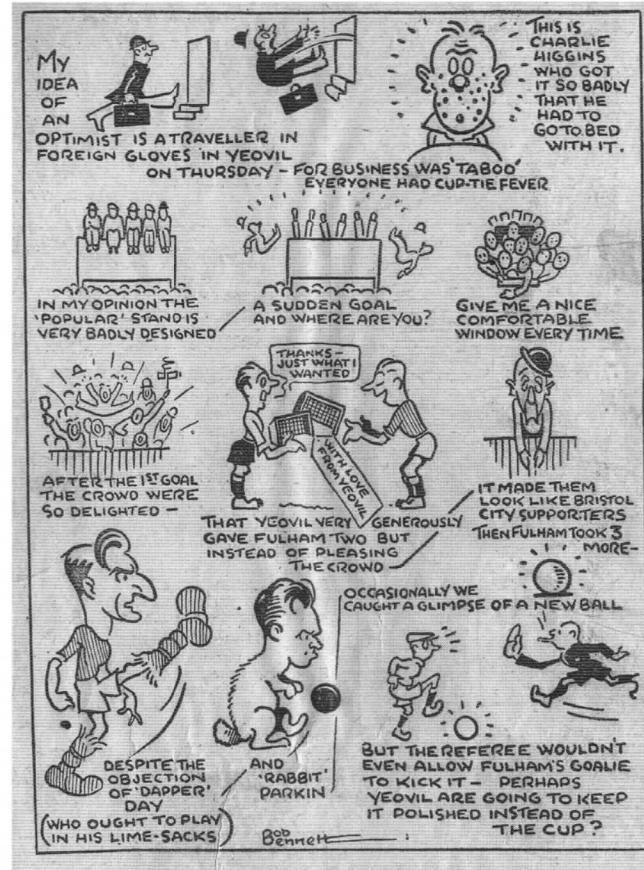 MY
IDEA
OF
AN
OPTIMIST IS A TRAVELLER IN
FOREIGN GLOVES IN YEOVIL
ON THURSDAY - FOR BUSINESS WAS 'TABOO'
EVERYONE HAD CUP-TIE FEVER
THIS IS
CHARLIE
HIGGINS
WHO GOT
IT SO BADLY
THAT HE
HAD TO
GO TO BED
WITH IT.
IN MY OPINION THE
'POPULAR' STAND IS
VERY BADLY DESIGNED
A SUDDEN GOAL
AND WHERE ARE YOU?
GIVE ME A NICE
COMFORTABLE
WINDOW EVERY TIME
AFTER THE 1ST GOAL
THE CROWD WERE
SO DELIGHTED -
THANKS -
JUST WHAT I
WANTED
WITH LOVE
FROM YEOVIL
THAT YEOVIL VERY GENEROUSLY
GAVE FULHAM TWO BUT
INSTEAD OF PLEASING
THE CROWD
IT MADE THEM
LOOK LIKE BRISTOL
CITY SUPPORTERS
THEN FULHAM TOOK 3
MORE-
OCCASIONALLY WE
CAUGHT A GLIMPSE OF A NEW BALL
DESPITE THE
OBJECTION
OF 'DAPPER'
DAY
(WHO OUGHT TO PLAY
IN HIS LIME-SACKS)
AND
'RABBIT'
PARKIN
BUT THE REFEREE WOULDN'T
EVEN ALLOW FULHAM'S GOALIE
TO KICK IT - PERHAPS
YEOVIL ARE GOING TO KEEP
IT POLISHED INSTEAD OF
THE CUP?
Bob
Bennett